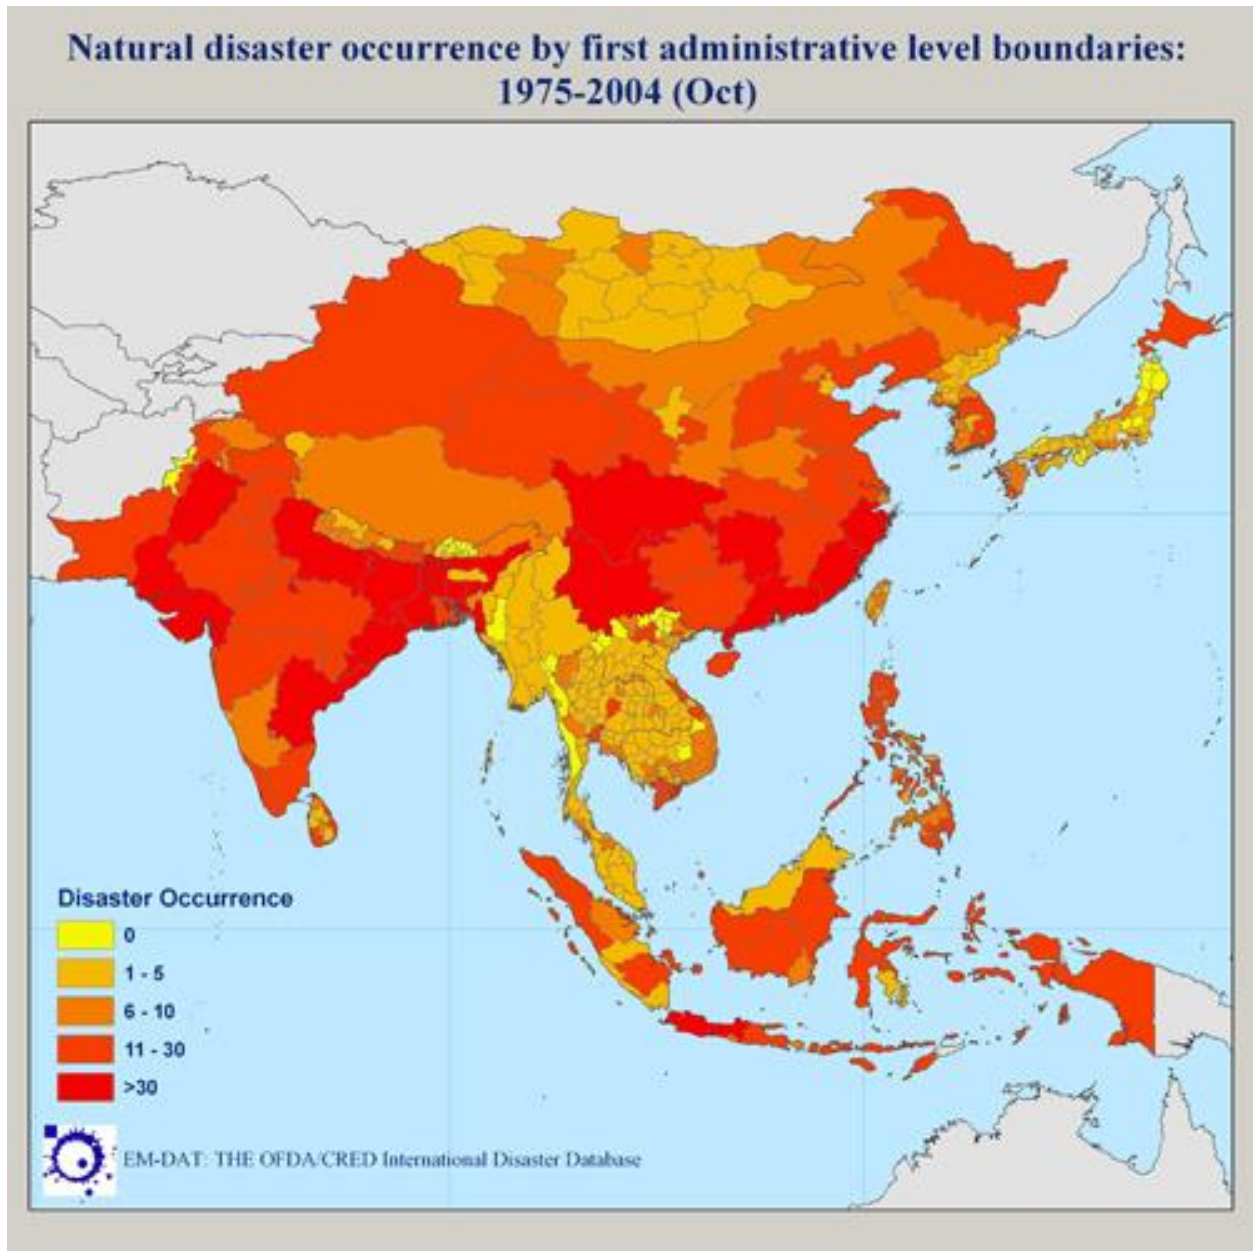 Natural disaster occurrence by first administrative level boundaries:
1975-2004 (Oct)
Disaster Occurrence
0
1 - 5
6 - 10
11 - 30
>30
EM-DAT: THE OFDA/CRED International Disaster Database